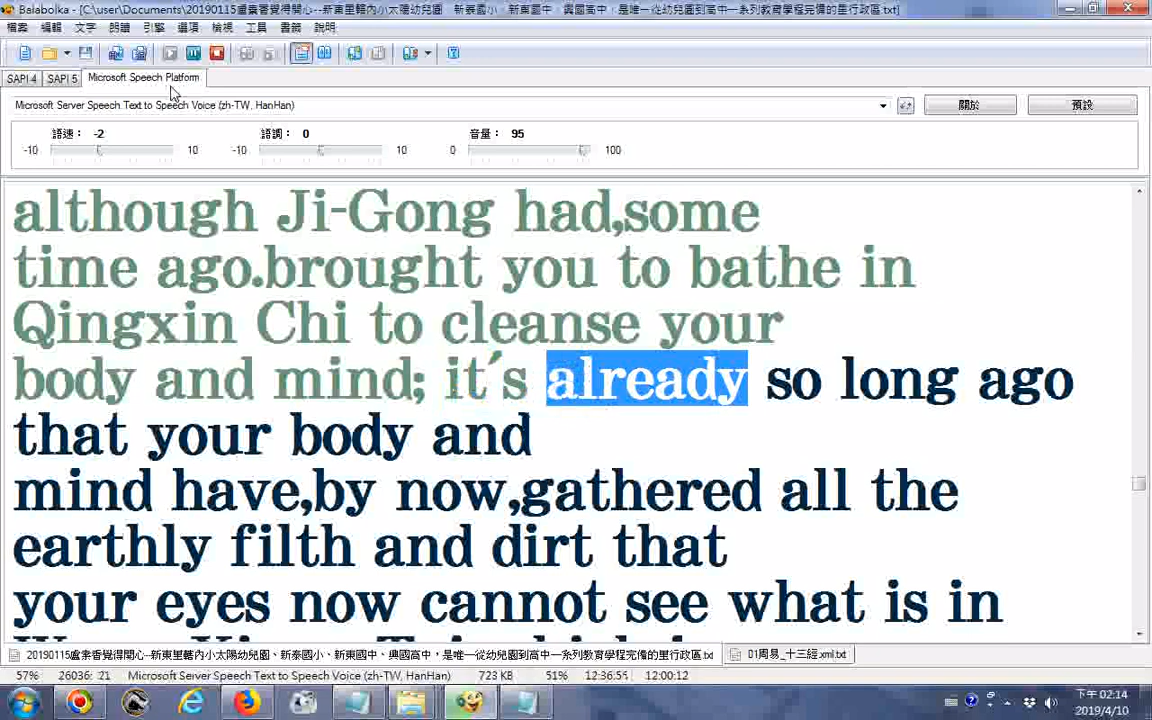 Balabolka - [C:\user\Documents\20190115盧素香覺得開心--新東里轄內小太陽幼兒園、新泰國小、新東國中、興國高中，是唯一從幼兒園到高中一系列教育學程完備的里行政區.txt]
檔案 編輯 文字 朗讀 引擎 選項 檢視 工具 書籤 說明
SAPI 4 SAPI 5 Microsoft Speech Platform
Microsoft Server Speech Text to Speech Voice (zh-TW, HanHan) 關於 預設
語速： -2 語調： 0 音量： 95
-10 10 -10 10 0 100
although Ji-Gong had,some
time ago.brought you to bathe in
Qingxin Chi to cleanse your
body and mind; it´s already so long ago
that your body and
mind have,by now,gathered all the
earthly filth and dirt that
your eyes now cannot see what is in
20190115盧素香覺得開心--新東里轄內小太陽幼兒園、新泰國小、新東國中、興國高中，是唯一從幼兒園到高中一系列教育學程完備的里行政區.txt 01周易_十三經.txt
57% 26036: 21 Microsoft Server Speech Text to Speech Voice (zh-TW, HanHan) 723 KB 51% 12:36:55 12:00:12
下午 02:14
2019/4/10